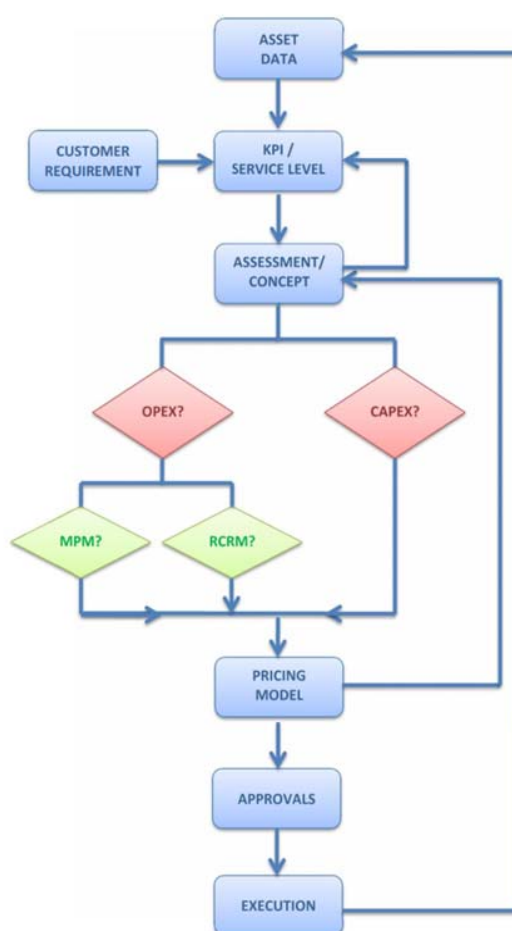 ASSET
DATA
CUSTOMER
REQUIREMENT
KPI /
SERVICE LEVEL
ASSESSMENT/
CONCEPT
OPEX?
CAPEX?
MPM?
RCRM?
PRICING
MODEL
APPROVALS
EXECUTION